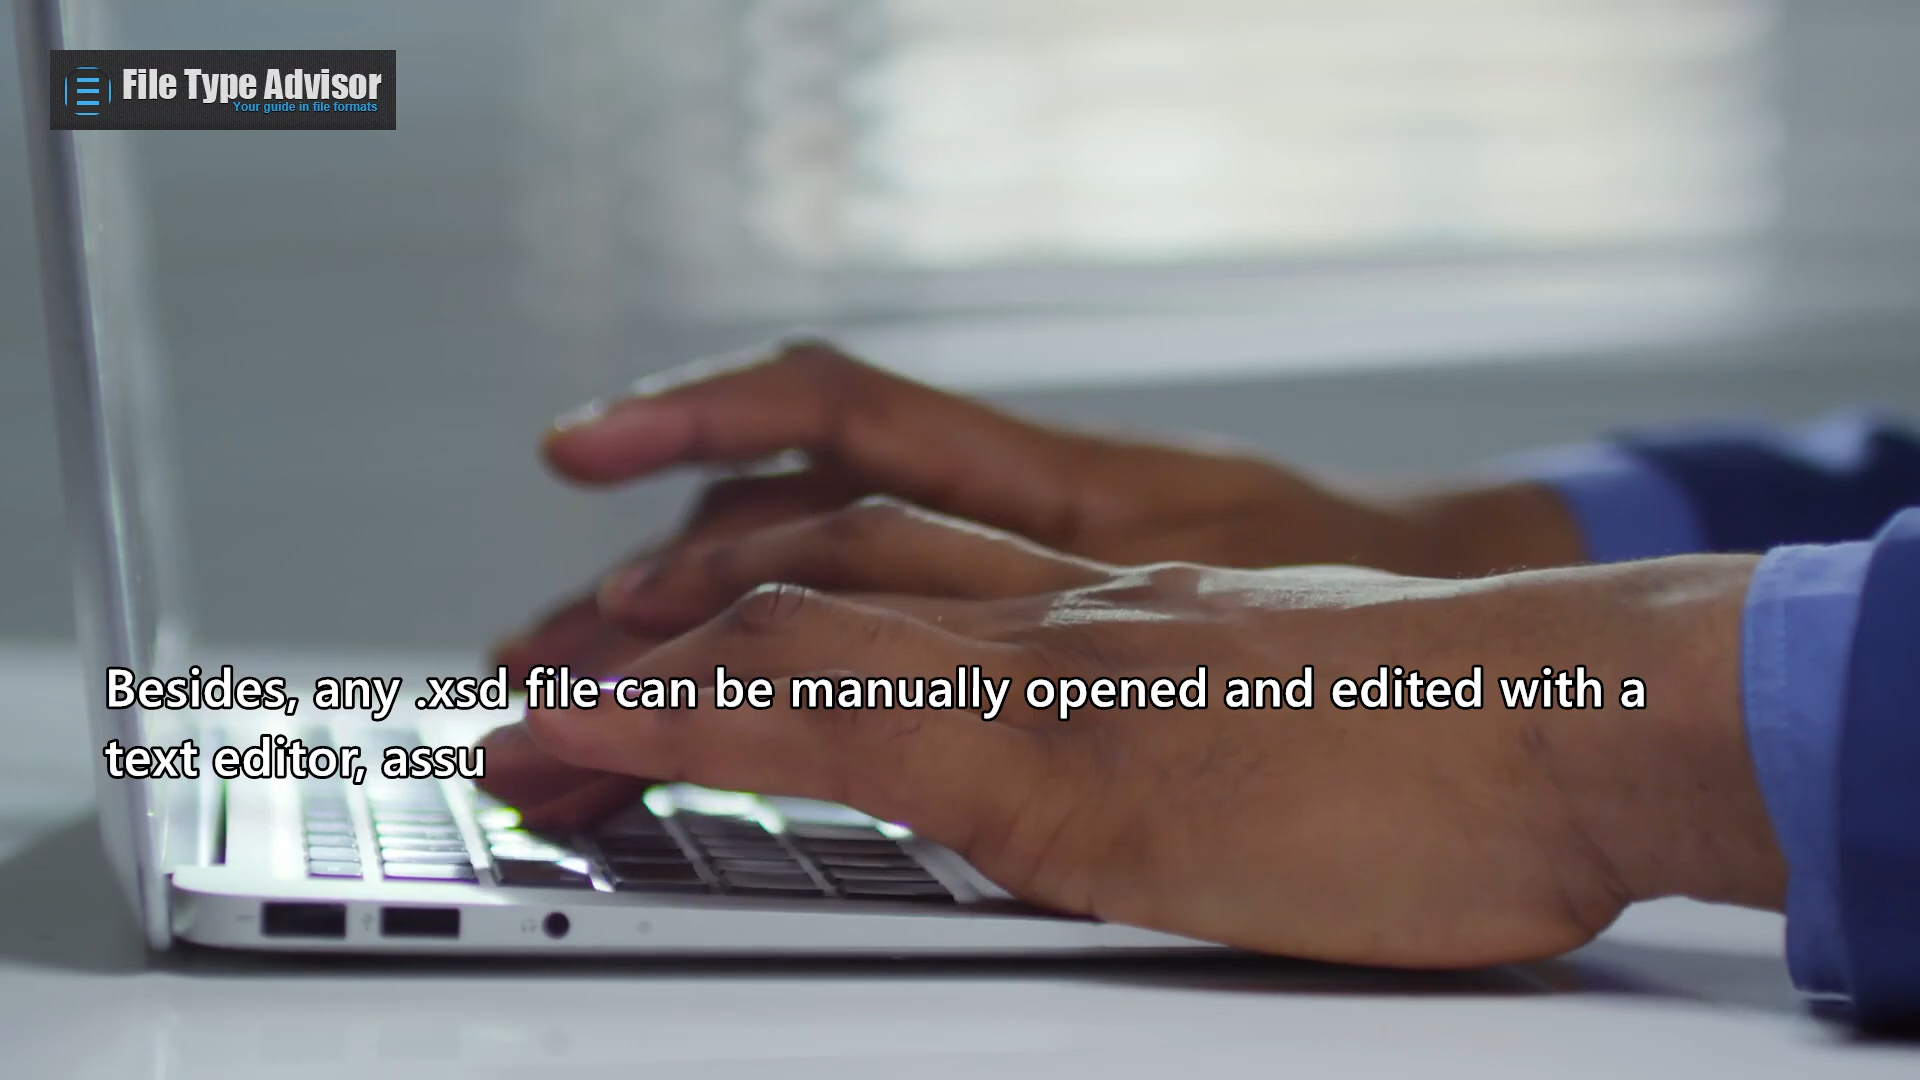 File Type Advisor
Your guide in file formats
Besides, any .xsd file can be manually opened and edited with a
text editor, assu